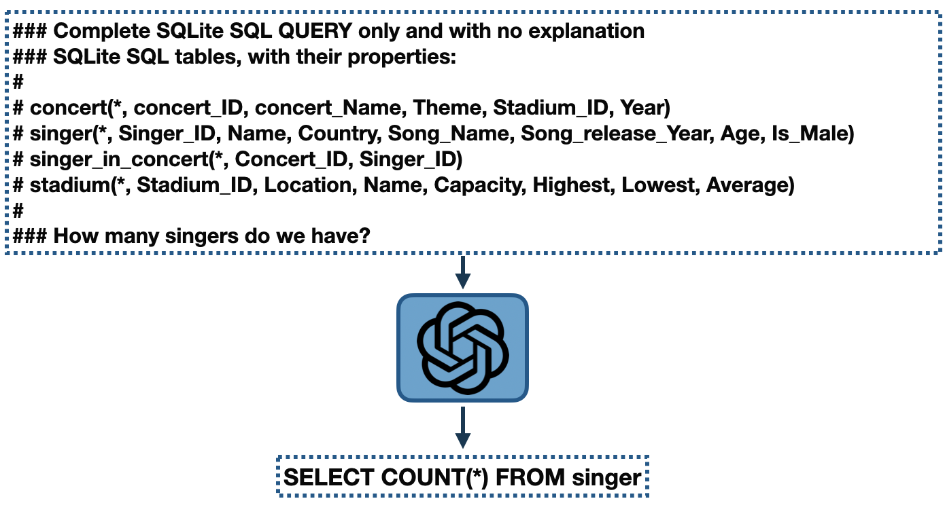 ### Complete SQLite SQL QUERY only and with no explanation
### SQLite SQL tables, with their properties:
#
# concert(*, concert_ID, concert_Name, Theme, Stadium_ID, Year)
# singer(*, Singer_ID, Name, Country, Song_Name, Song_release_Year, Age, Is_Male)
# singer_in_concert(*, Concert_ID, Singer_ID)
# stadium(*, Stadium_ID, Location, Name, Capacity, Highest, Lowest, Average)
#
### How many singers do we have?
SELECT COUNT(*) FROM singer